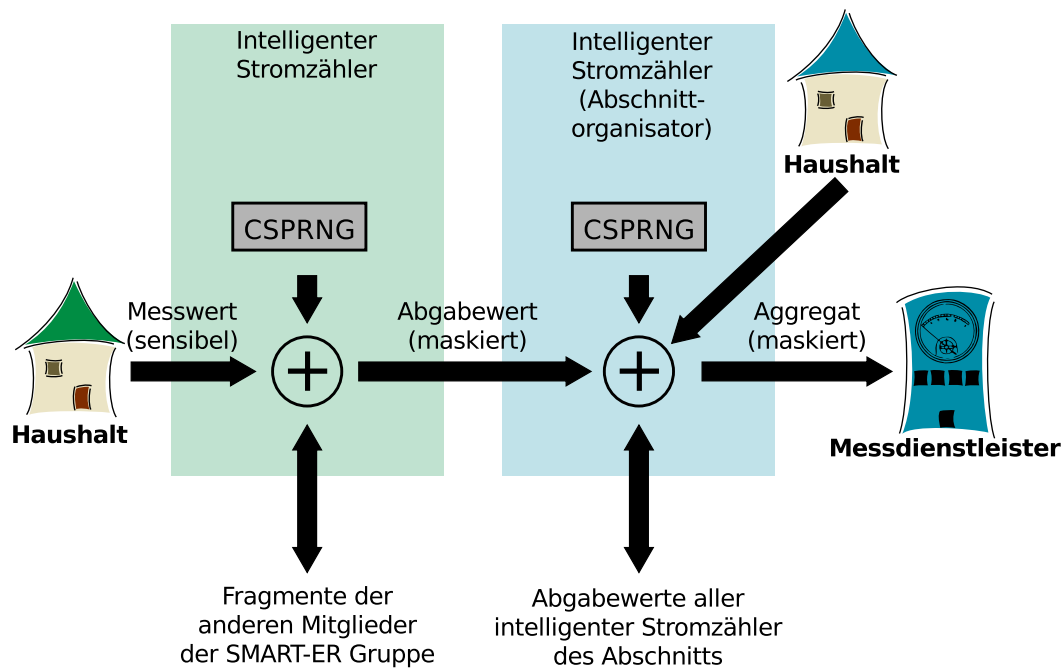 Intelligenter
Stromzähler
Intelligenter
Stromzähler
(Abschnitt-
organisator)
Haushalt
CSPRNG
CSPRNG
Messwert
(sensibel)
Abgabewert
(maskiert)
Aggregat
(maskiert)
Haushalt
Messdienstleister
Fragmente der
anderen Mitglieder
der SMART-ER Gruppe
Abgabewerte aller
intelligenter Stromzähler
des Abschnitts